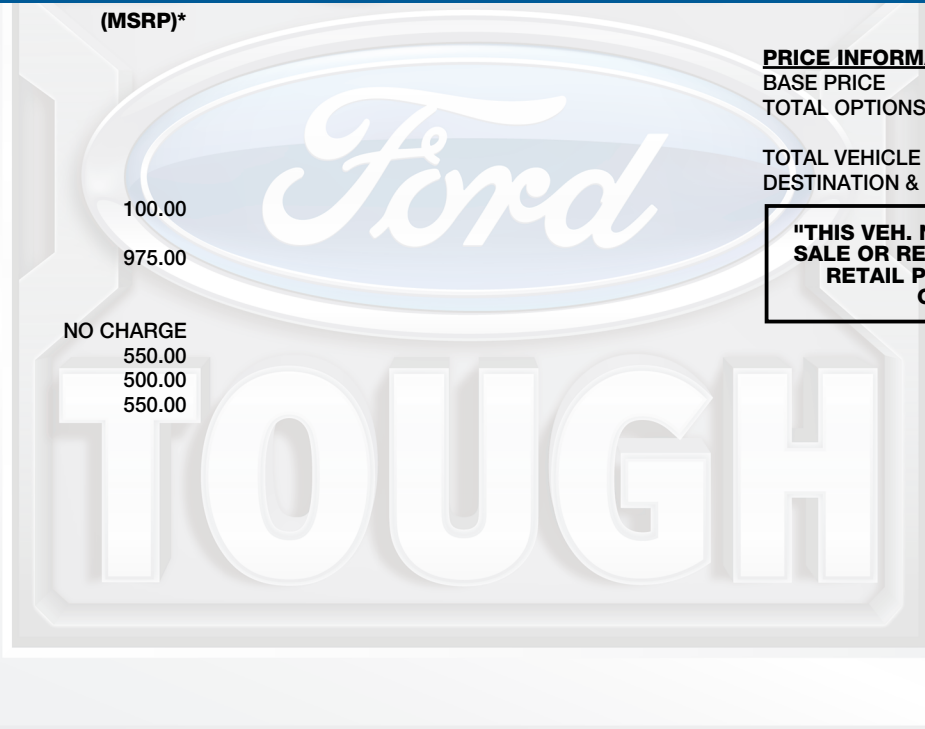 (MSRP)*
100.00
975.00
NO CHARGE
550.00
500.00
550.00
PRICE INFORMA
BASE PRICE
TOTAL OPTIONS
TOTAL VEHICLE
DESTINATION &
"THIS VEH. N
SALE OR RE
RETAIL P
Ford
TOUGH